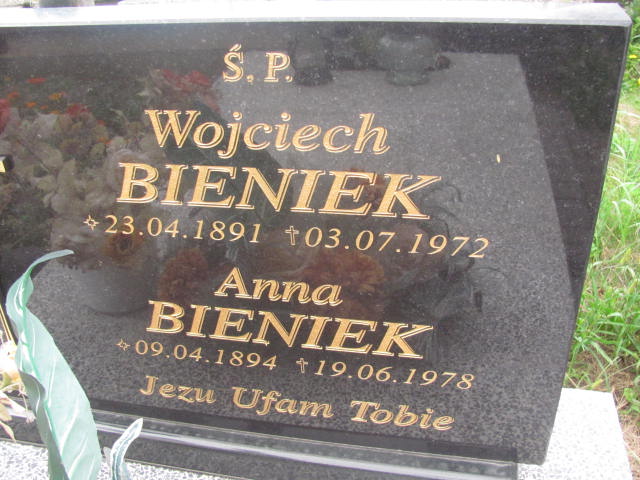 Ś. P.
Wojciech
BIENIEK
✧ 23.04.1891 † 03.07.1972
Anna
BIENIEK
✧ 09.04.1894 † 19.06.1978
Jezu Ufam Tobie